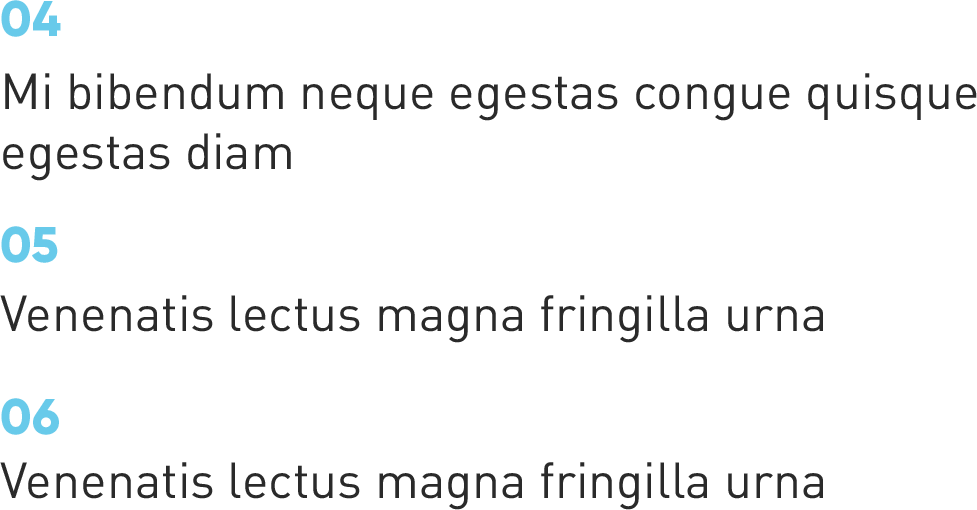 04
Mi bibendum neque egestas congue quisque
egestas diam
05
Venenatis lectus magna fringilla urna
06
Venenatis lectus magna fringilla urna